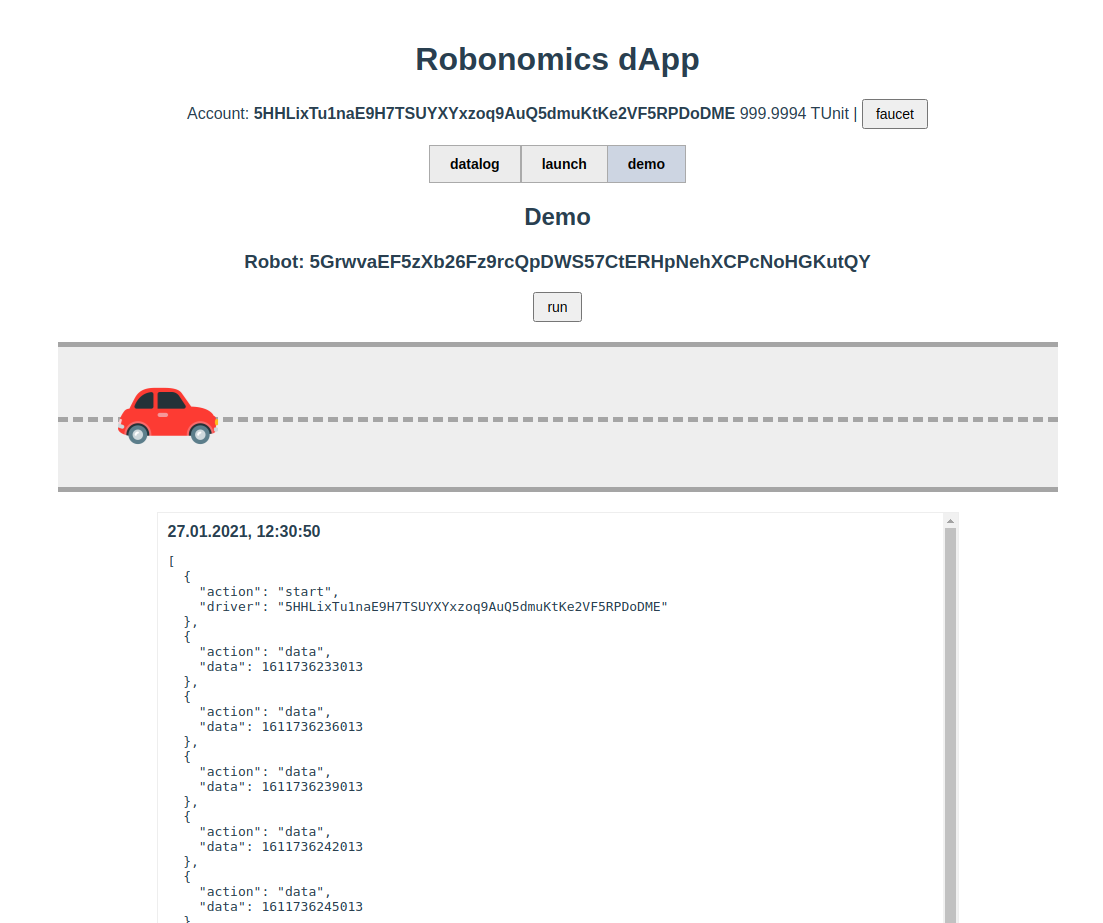 Robonomics dApp
Account: 5HHLixTu1naE9H7TSUYXYxzoq9AuQ5dmuKtKe2VF5RPDoDME 999.9994 TUnit | faucet
datalog launch demo
Demo
Robot: 5GrwvaEF5zXb26Fz9rcQpDWS57CtERHpNehXCPcNoHGKutQY
run
27.01.2021, 12:30:50
[
{
"action": "start",
"driver": "5HHLixTu1naE9H7TSUYXYxzoq9AuQ5dmuKtKe2VF5RPDoDME"
},
{
"action": "data",
"data": 1611736233013
},
{
"action": "data",
"data": 1611736236013
},
{
"action": "data",
"data": 1611736239013
},
{
"action": "data",
"data": 1611736242013
},
{
"action": "data",
"data": 1611736245013
},